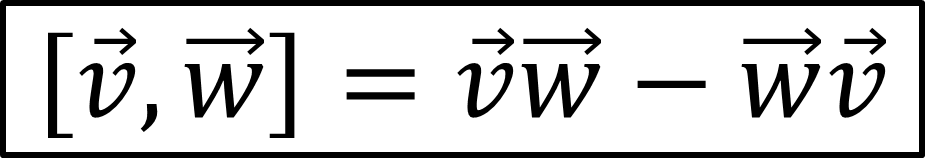 [v⃗, w⃗] = v⃗w⃗ − w⃗v⃗